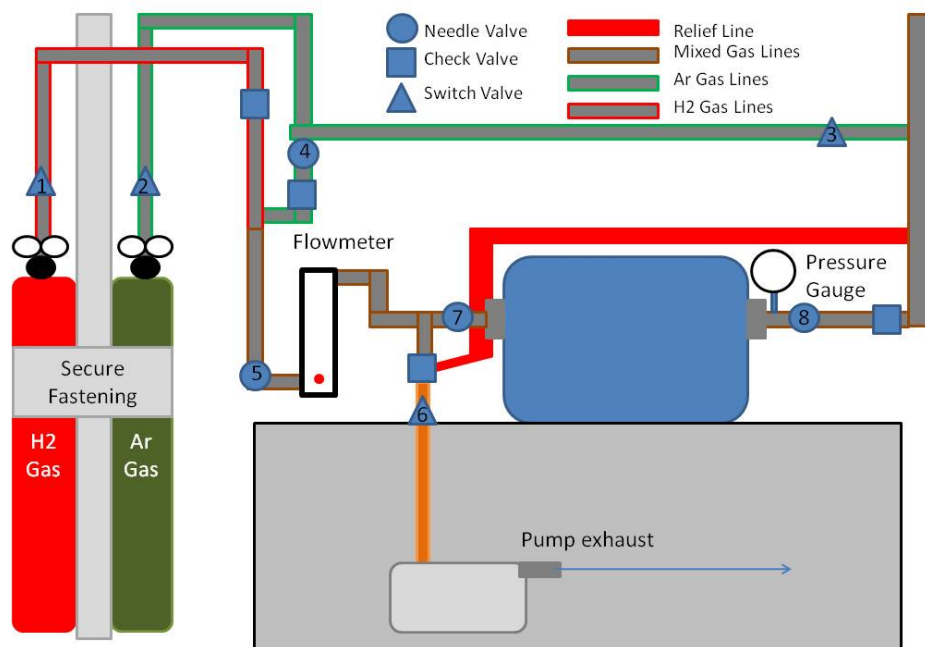 Needle Valve
Check Valve
Switch Valve
Relief Line
Mixed Gas Lines
Ar Gas Lines
H2 Gas Lines
1
2
3
4
Flowmeter
Pressure
Gauge
7
8
5
6
Secure
Fastening
H2
Gas
Ar
Gas
Pump exhaust